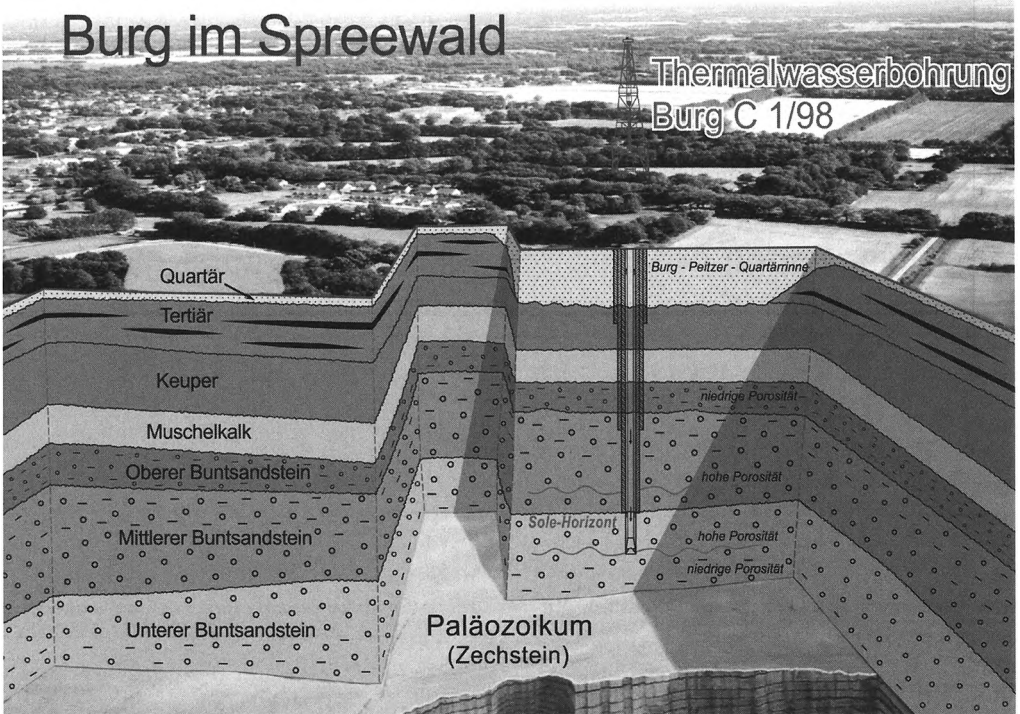 Burg im Spreewald
Thermalwasserbohrung
Burg C 1/98
Quartär
Burg - Peitzer - Quartärrinne
Tertiär
Keuper
niedrige Porosität
Muschelkalk
Oberer Buntsandstein
hohe Porosität
Sole-Horizont
Mittlerer Buntsandstein
hohe Porosität
niedrige Porosität
Unterer Buntsandstein
Paläozoikum
(Zechstein)